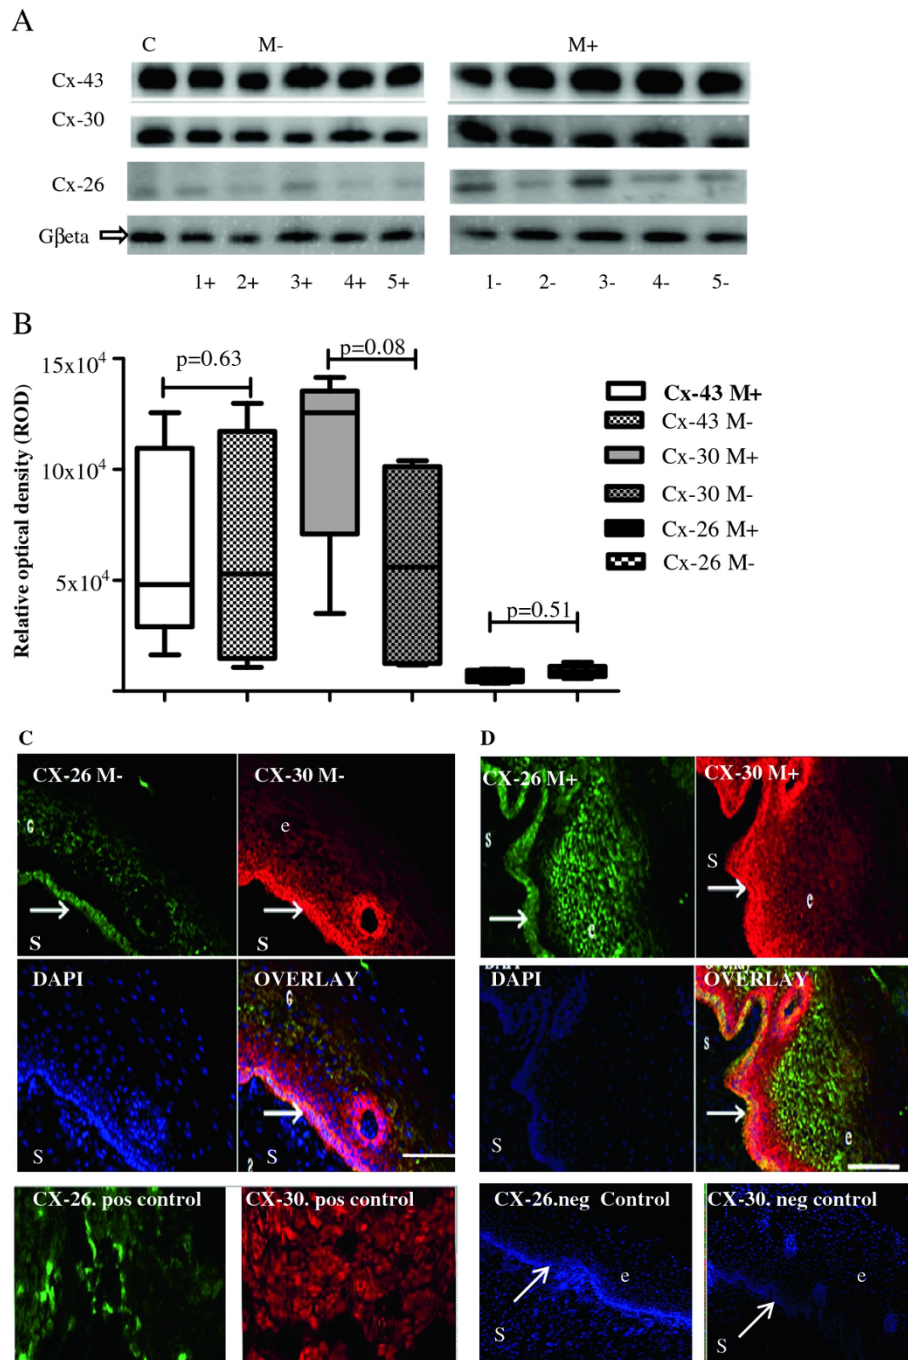 A
C M- M+
Cx-43
Cx-30
Cx-26
Gβeta
1+ 2+ 3+ 4+ 5+ 1- 2- 3- 4- 5-
B
Relative optical density (ROD)
15x10⁴
10x10⁴
5x10⁴
p=0.63
p=0.08
p=0.51
Cx-43 M+
Cx-43 M-
Cx-30 M+
Cx-30 M-
Cx-26 M+
Cx-26 M-
C
CX-26 M-
S
CX-30 M-
e
S
DAPI
S
OVERLAY
S
CX-26. pos control
CX-30. pos control
D
CX-26 M+
s
e
CX-30 M+
S
e
DAPI
S
OVERLAY
s
e
CX-26.neg Control
e
S
CX-30. neg control
e
S